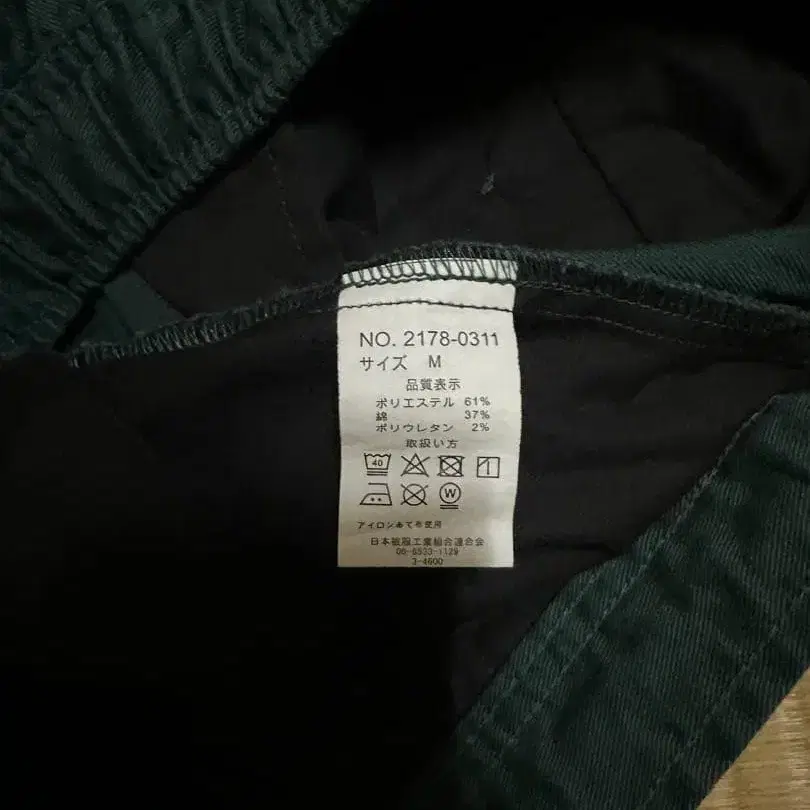 NO. 2178-0311
サイズ M
品質表示
ポリエステル 61%
綿 37%
ポリウレタン 2%
取扱い方
40
W
アイロンあて布使用
日本被服工業組合連合会
06-6533-1129
3-4600